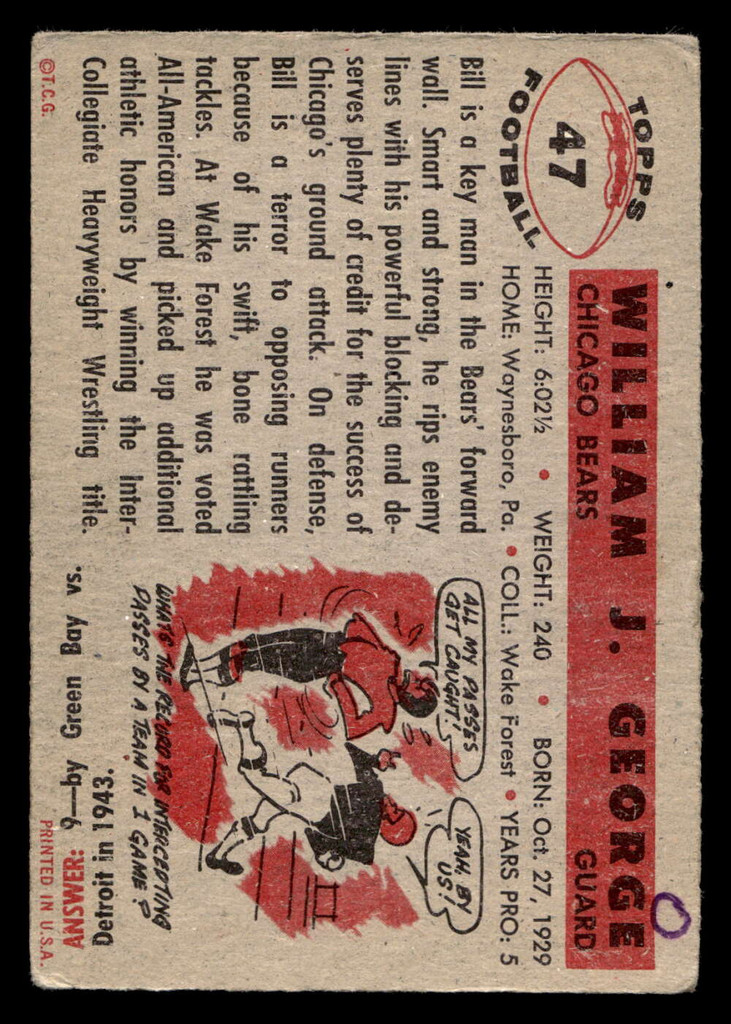 TOPPS
47
FOOTBALL
WILLIAM J. GEORGE
CHICAGO BEARS GUARD
HEIGHT: 6:02½ • WEIGHT: 240 • BORN: Oct. 27, 1929
HOME: Waynesboro, Pa. • COLL.: Wake Forest • YEARS PRO: 5
Bill is a key man in the Bears' forward
wall. Smart and strong, he rips enemy
lines with his powerful blocking and de-
serves plenty of credit for the success of
Chicago's ground attack. On defense,
Bill is a terror to opposing runners
because of his swift, bone rattling
tackles. At Wake Forest he was voted
All-American and picked up additional
athletic honors by winning the Inter-
Collegiate Heavyweight Wrestling title.
©T.C.G.
ALL MY PASSES
GET CAUGHT!
YEAH, BY
US!
WHAT'S THE RECORD FOR INTERCEPTING
PASSES BY A TEAM IN 1 GAME?
ANSWER: 9—by Green Bay vs.
Detroit in 1943.
PRINTED IN U.S.A.